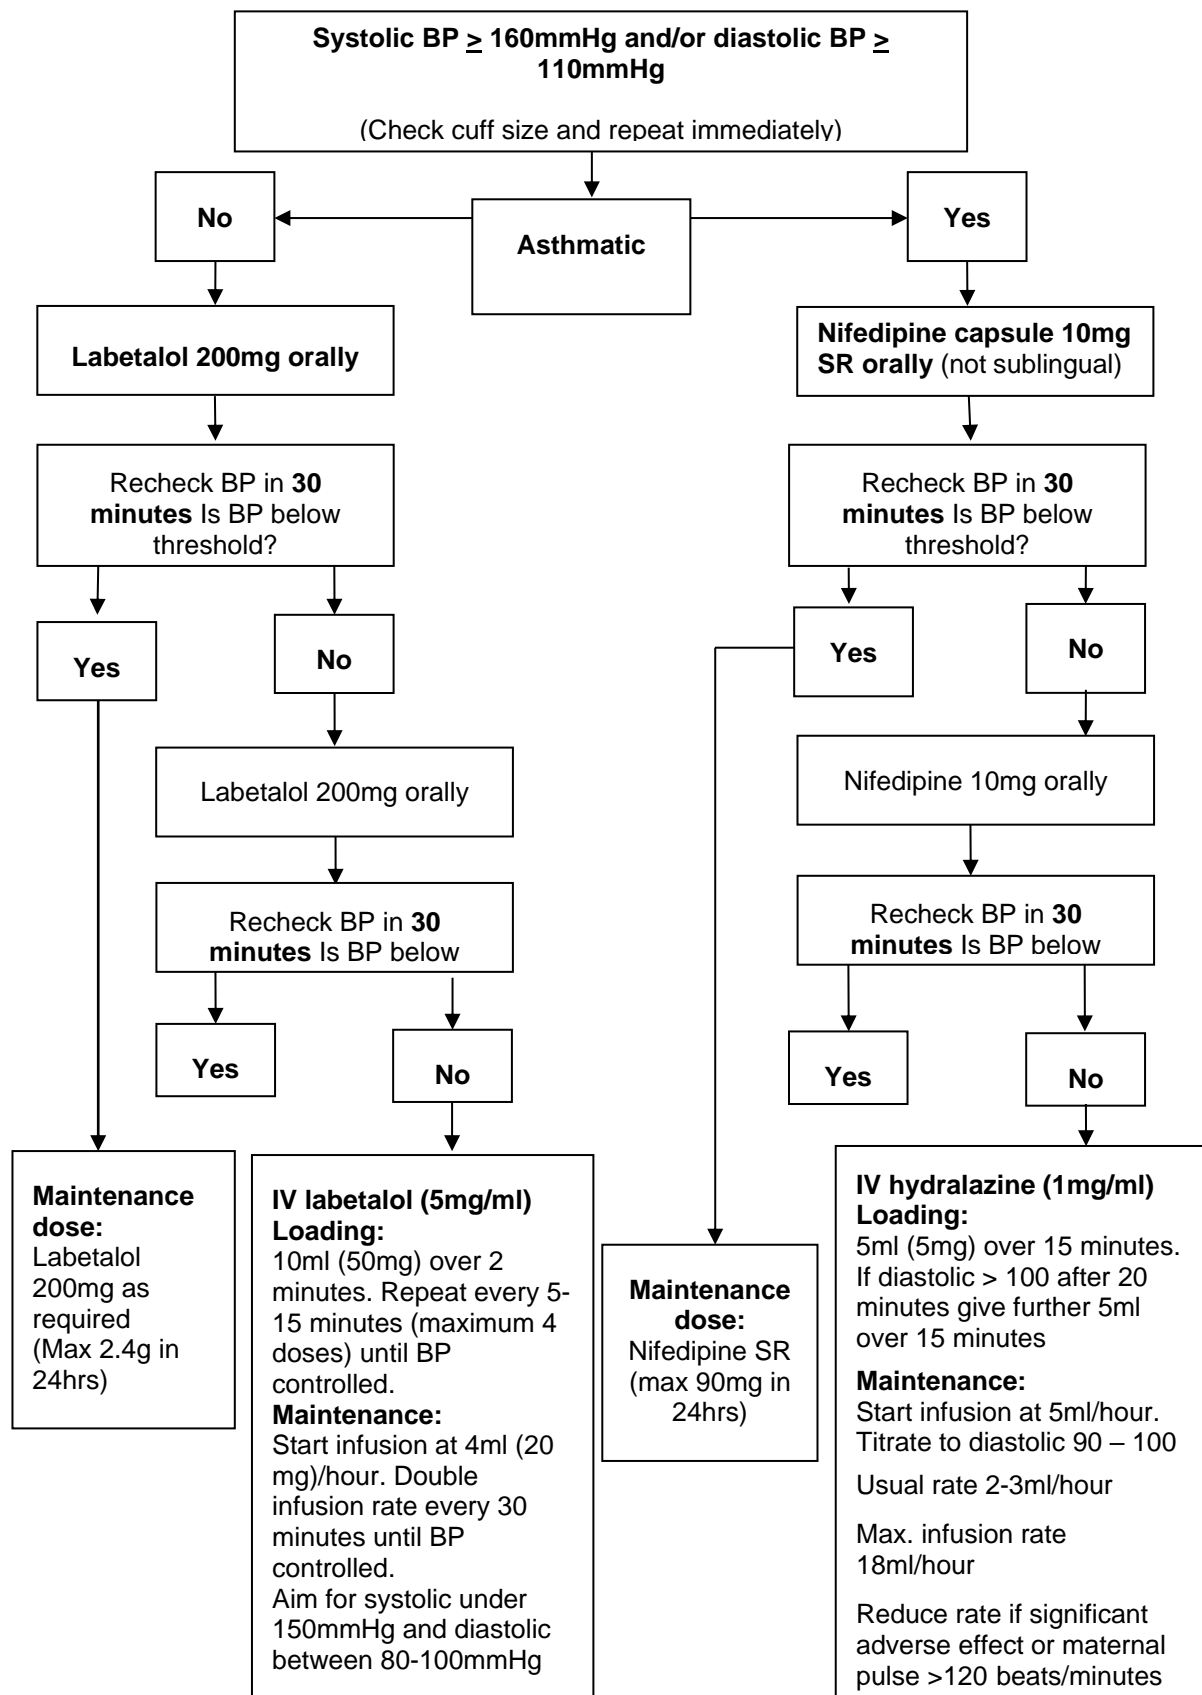 Systolic BP ≥ 160mmHg and/or diastolic BP ≥
110mmHg
(Check cuff size and repeat immediately)
No
Asthmatic
Yes
Labetalol 200mg orally
Nifedipine capsule 10mg
SR orally (not sublingual)
Recheck BP in 30
minutes Is BP below
threshold?
Recheck BP in 30
minutes Is BP below
threshold?
Yes
No
Yes
No
Labetalol 200mg orally
Nifedipine 10mg orally
Recheck BP in 30
minutes Is BP below
Recheck BP in 30
minutes Is BP below
Yes
No
Yes
No
Maintenance
dose:
Labetalol
200mg as
required
(Max 2.4g in
24hrs)
IV labetalol (5mg/ml)
Loading:
10ml (50mg) over 2
minutes. Repeat every 5-
15 minutes (maximum 4
doses) until BP
controlled.
Maintenance:
Start infusion at 4ml (20
mg)/hour. Double
infusion rate every 30
minutes until BP
controlled.
Aim for systolic under
150mmHg and diastolic
between 80-100mmHg
Maintenance
dose:
Nifedipine SR
(max 90mg in
24hrs)
IV hydralazine (1mg/ml)
Loading:
5ml (5mg) over 15 minutes.
If diastolic > 100 after 20
minutes give further 5ml
over 15 minutes
Maintenance:
Start infusion at 5ml/hour.
Titrate to diastolic 90 – 100
Usual rate 2-3ml/hour
Max. infusion rate
18ml/hour
Reduce rate if significant
adverse effect or maternal
pulse >120 beats/minutes